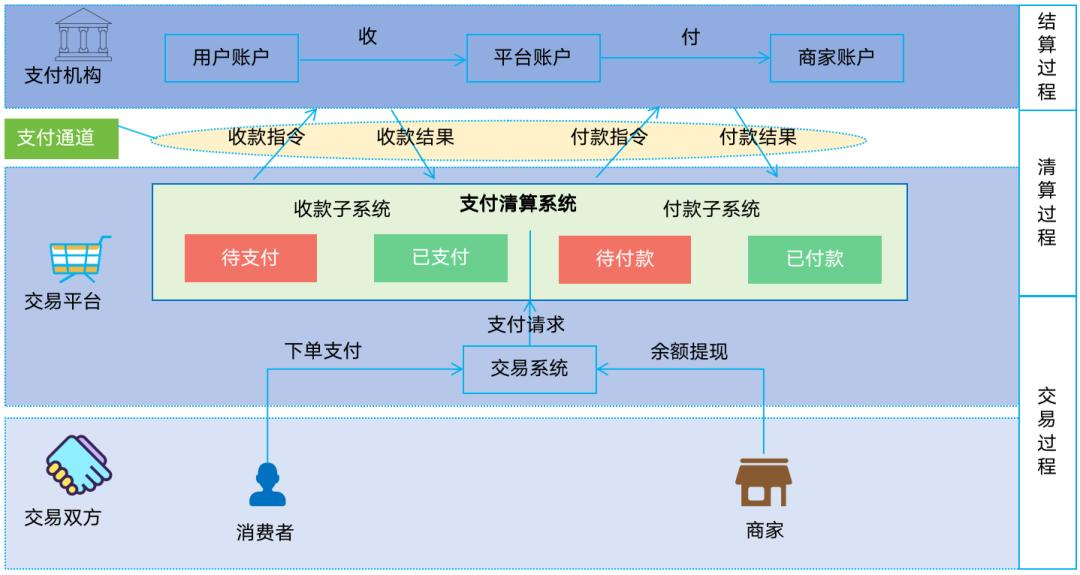 支付机构
用户账户
收
平台账户
付
商家账户
结算过程
支付通道
收款指令
收款结果
付款指令
付款结果
清算过程
收款子系统
支付清算系统
付款子系统
待支付
已支付
待付款
已付款
交易平台
支付请求
下单支付
交易系统
余额提现
交易过程
交易双方
消费者
商家